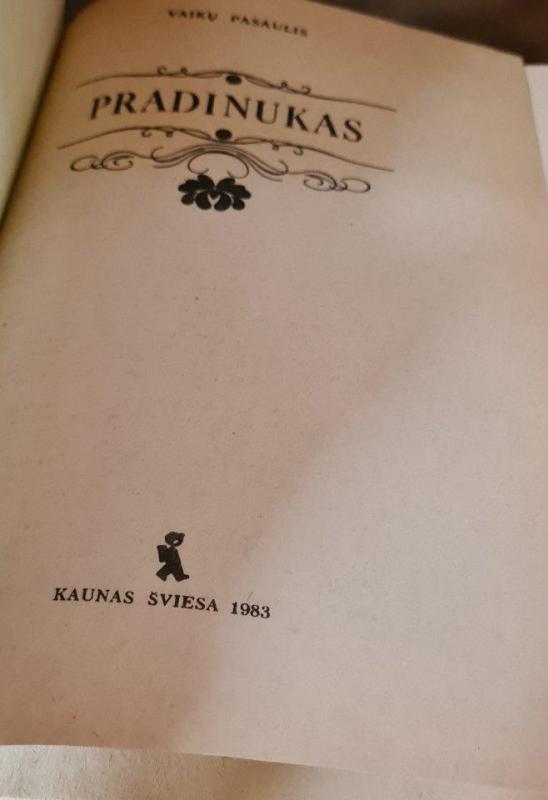 VAIKŲ PASAULIS
PRADINUKAS
KAUNAS ŠVIESA 1983